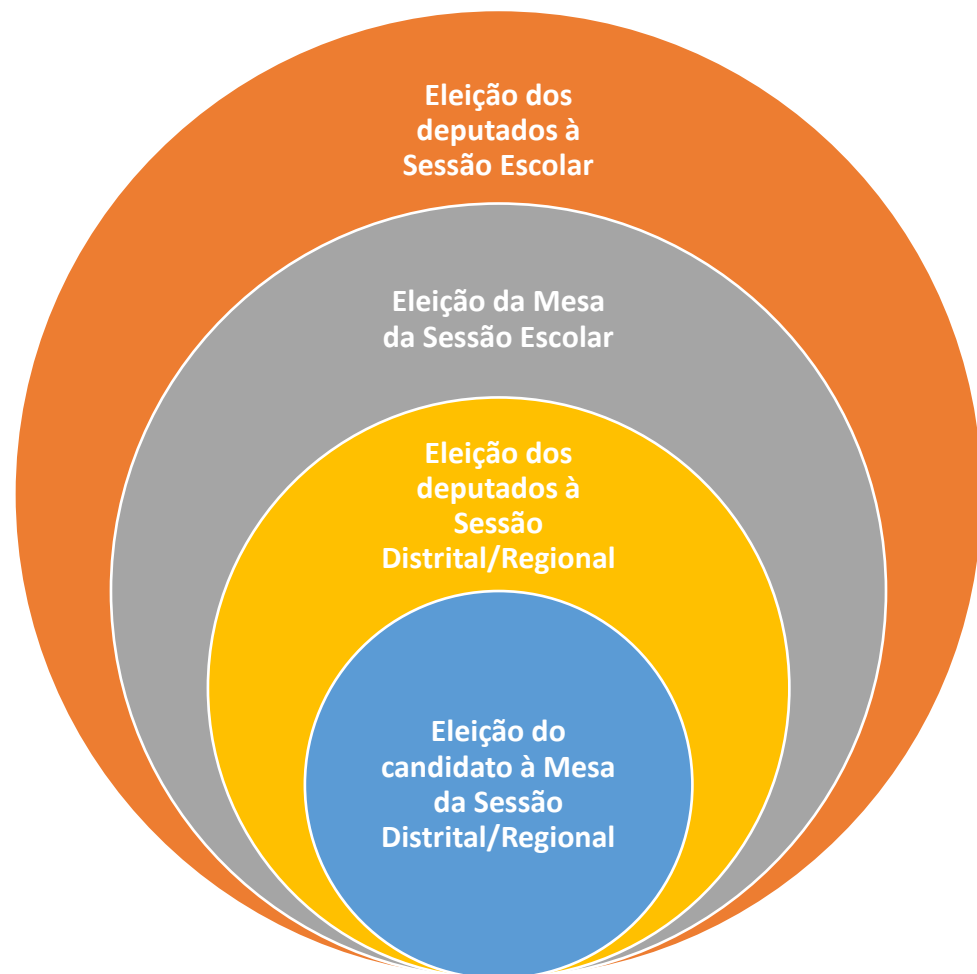 Eleição dos
deputados à
Sessão Escolar
Eleição da Mesa
da Sessão Escolar
Eleição dos
deputados à
Sessão
Distrital/Regional
Eleição do
candidato à Mesa
da Sessão
Distrital/Regional